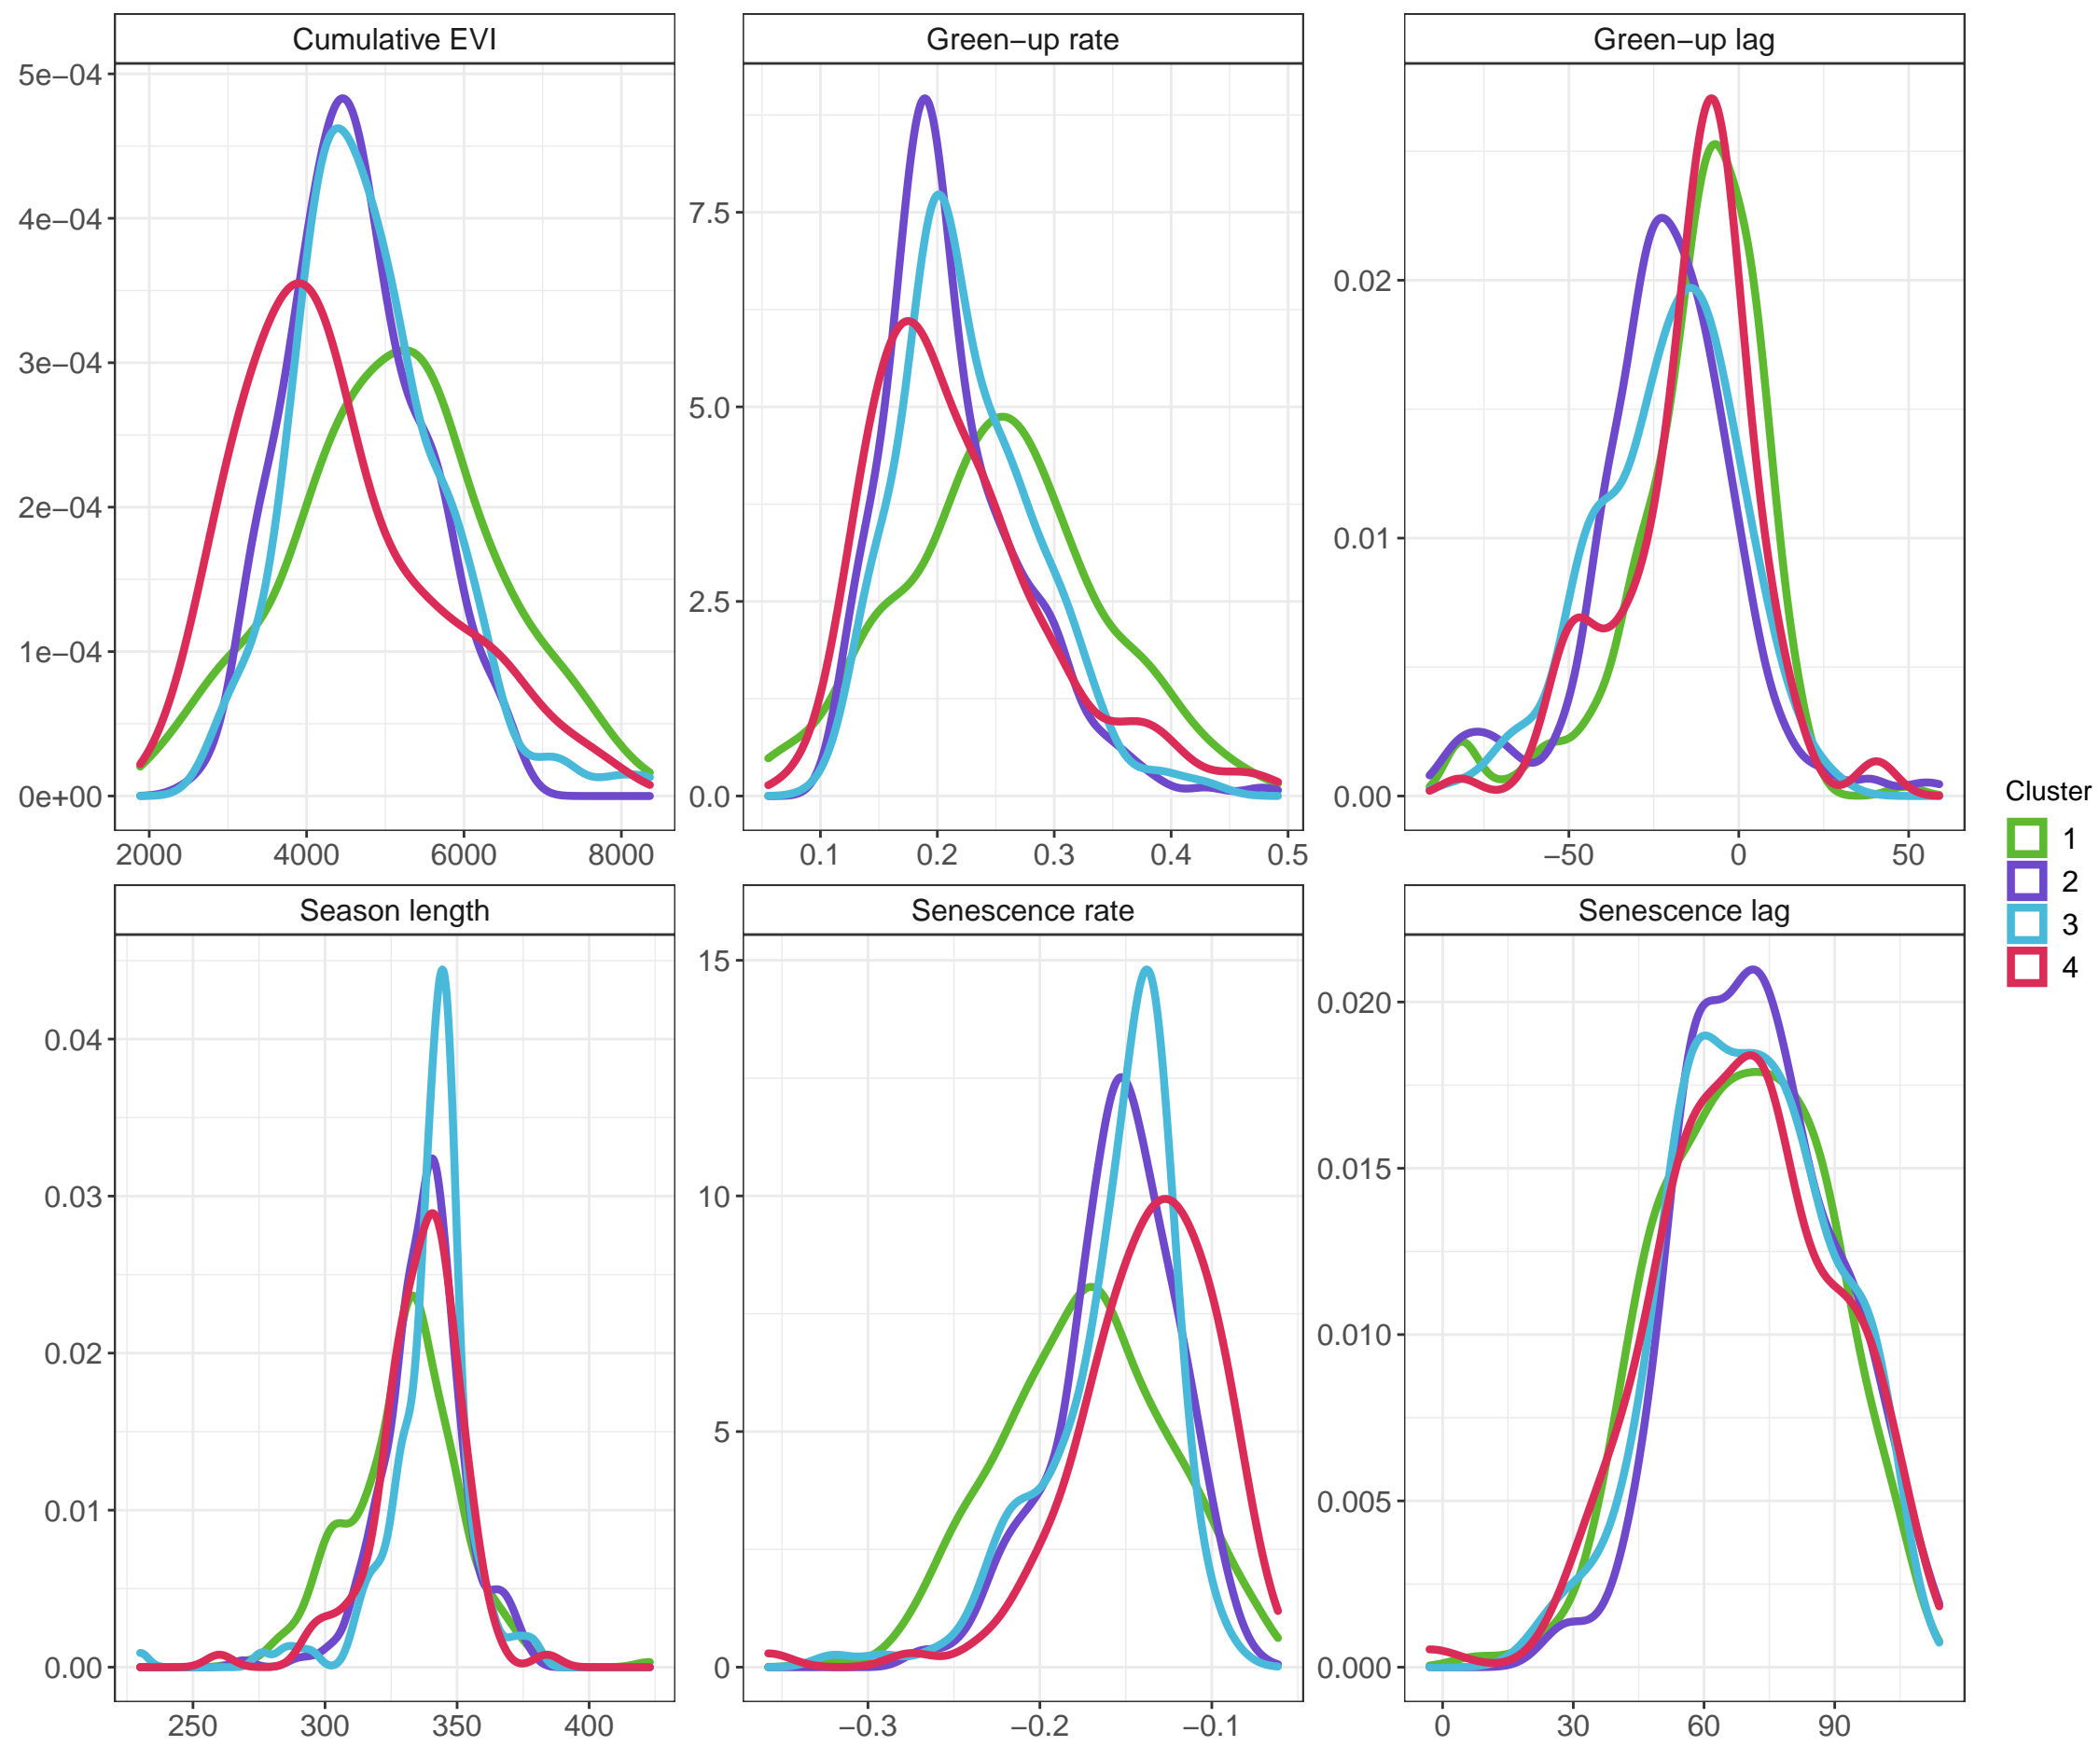 Cumulative EVI
Green−up rate
Green−up lag
5e−04
4e−04
3e−04
2e−04
1e−04
0e+00
2000 4000 6000 8000
7.5
5.0
2.5
0.0
0.1 0.2 0.3 0.4 0.5
0.02
0.01
0.00
−50 0 50
Season length
Senescence rate
Senescence lag
0.04
0.03
0.02
0.01
0.00
250 300 350 400
15
10
5
0
−0.3 −0.2 −0.1
0.020
0.015
0.010
0.005
0.000
0 30 60 90
Cluster
1
2
3
4